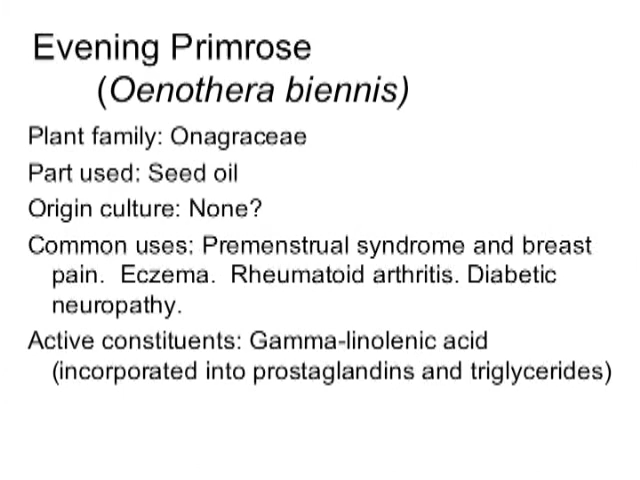 Evening Primrose
(Oenothera biennis)
Plant family: Onagraceae
Part used: Seed oil
Origin culture: None?
Common uses: Premenstrual syndrome and breast
pain.  Eczema.  Rheumatoid arthritis. Diabetic
neuropathy.
Active constituents: Gamma-linolenic acid
(incorporated into prostaglandins and triglycerides)